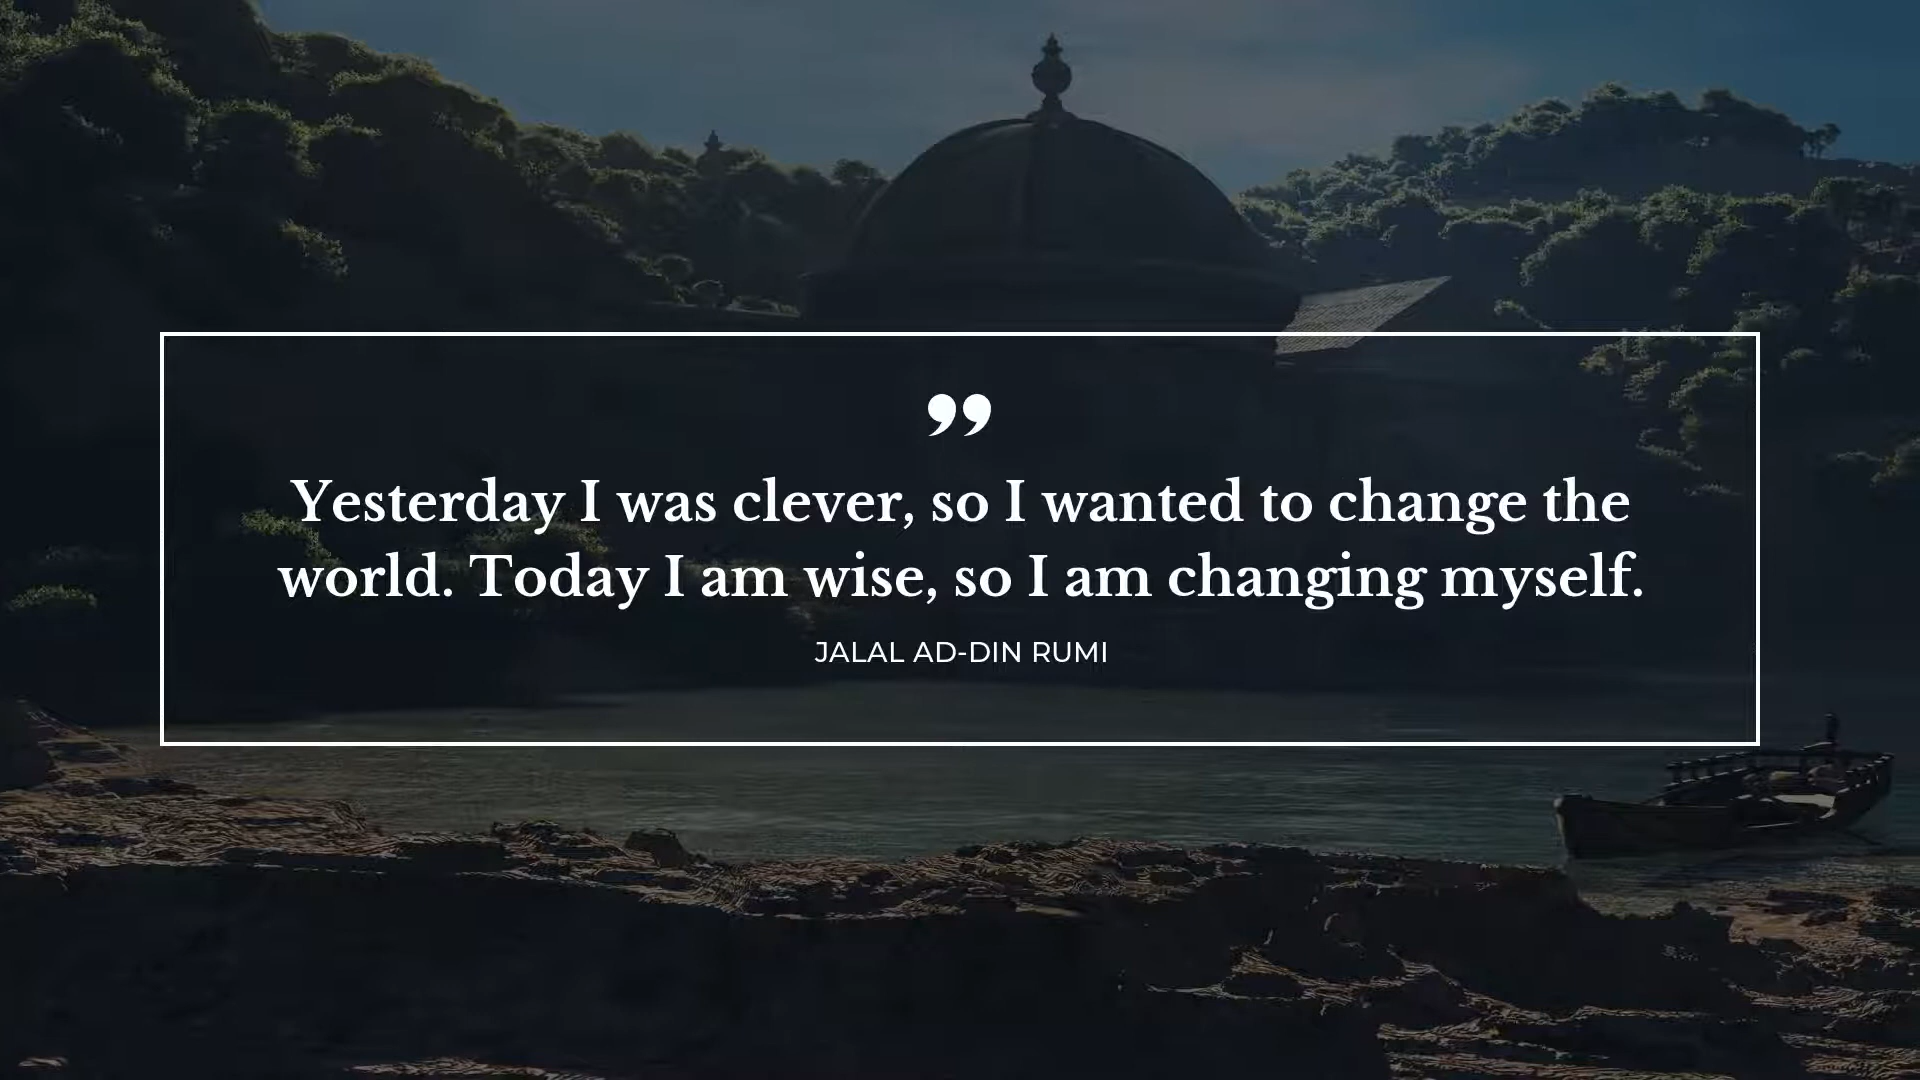 ”
Yesterday I was clever, so I wanted to change the
world. Today I am wise, so I am changing myself.
JALAL AD-DIN RUMI